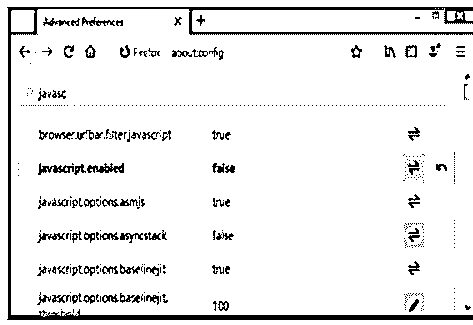 Advanced Preferences
Firefox about:config
javasc
browser.urlbar.filter.javascript true
javascript.enabled false
javascript.options.asmjs true
javascript.options.asyncstack false
javascript.options.baselinejit true
javascript.options.baselinejit. 100
threshold